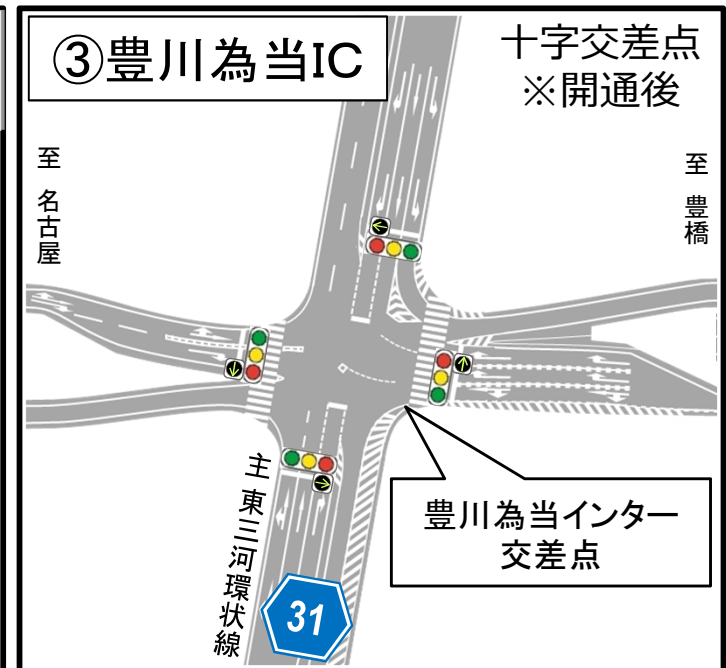 ③豊川為当IC
十字交差点
※開通後
至 名古屋
至 豊橋
豊川為当インター
交差点
主 東三河環状線
31